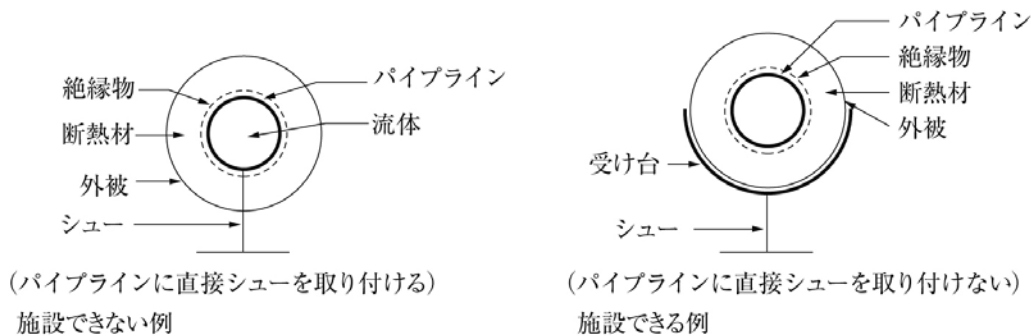 絶縁物
パイプライン
断熱材
流体
外被
シュー
(パイプラインに直接シューを取り付ける)
施設できない例
パイプライン
絶縁物
断熱材
外被
受け台
シュー
(パイプラインに直接シューを取り付けない)
施設できる例